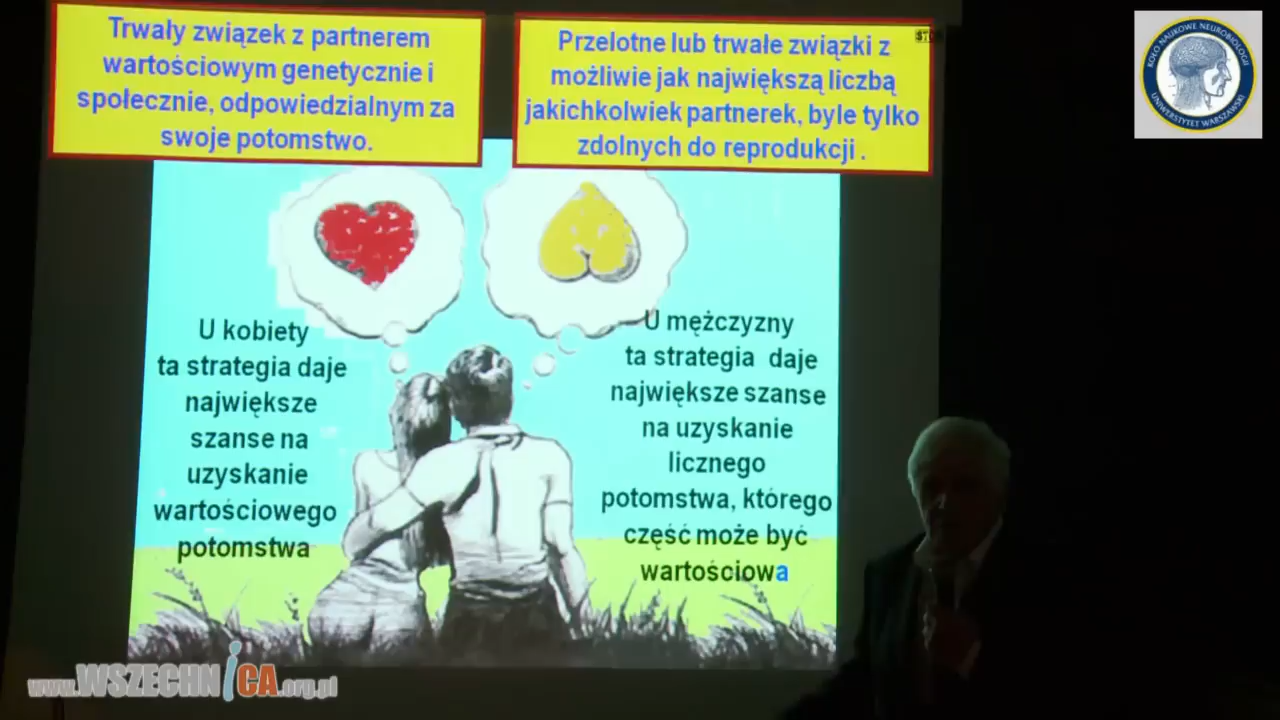 Trwały związek z partnerem
wartościowym genetycznie i
społecznie, odpowiedzialnym za
swoje potomstwo.
Przelotne lub trwałe związki z
możliwie jak największą liczbą
jakichkolwiek partnerek, byle tylko
zdolnych do reprodukcji .
U kobiety
ta strategia daje
największe
szanse na
uzyskanie
wartościowego
potomstwa
U mężczyzny
ta strategia daje
największe szanse
na uzyskanie
licznego
potomstwa, którego
część może być
wartościowa
KOŁO NAUKOWE NEUROBIOLOGII
UNIWERSYTET WARSZAWSKI
www.WSZECHNiCA.org.pl